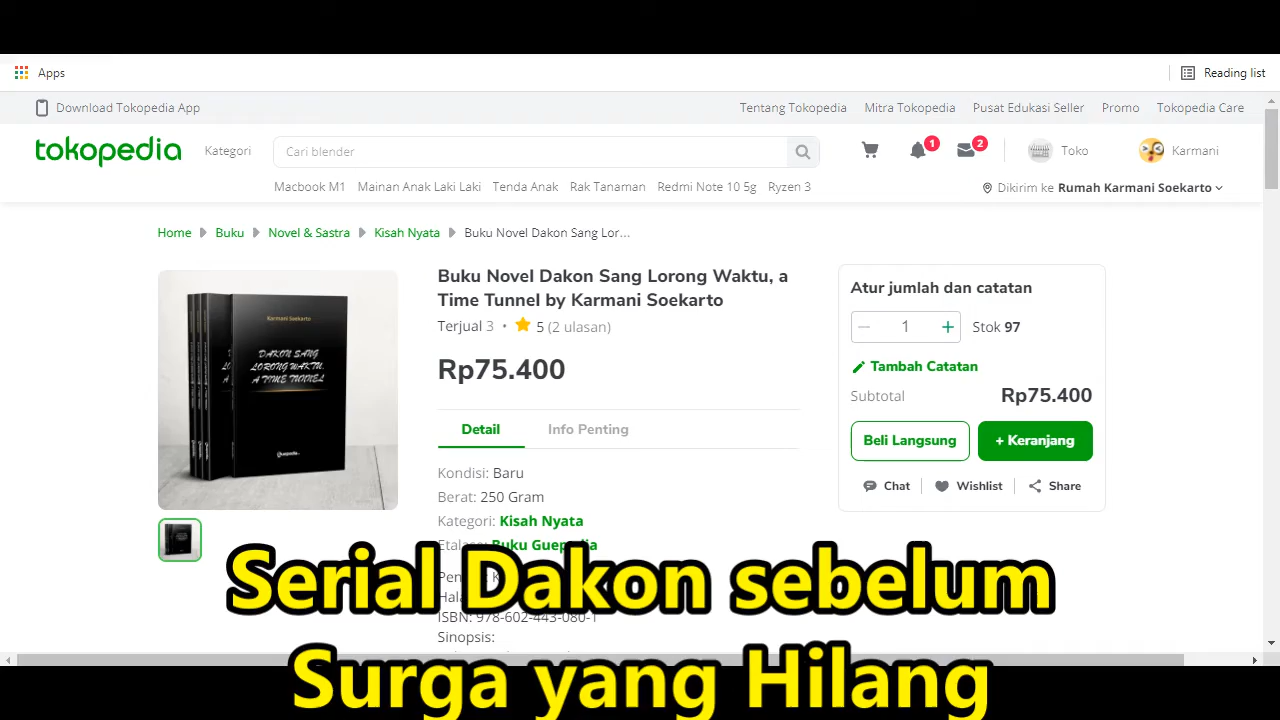 Apps
Reading list
Download Tokopedia App
Tentang Tokopedia Mitra Tokopedia Pusat Edukasi Seller Promo Tokopedia Care
tokopedia Kategori Cari blender 1 2 Toko Karmani
Macbook M1 Mainan Anak Laki Laki Tenda Anak Rak Tanaman Redmi Note 10 5g Ryzen 3
Dikirim ke Rumah Karmani Soekarto
Home Buku Novel & Sastra Kisah Nyata Buku Novel Dakon Sang Lor...
Karmani Soekarto
DAKON SANG
LORONG WAKTU,
A TIME TUNNEL
Guepedia
Buku Novel Dakon Sang Lorong Waktu, a
Time Tunnel by Karmani Soekarto
Terjual 3 • 5 (2 ulasan)
Rp75.400
Detail Info Penting
Kondisi: Baru
Berat: 250 Gram
Kategori: Kisah Nyata
Etalase: Buku Guepedia
ISBN: 978-602-443-080-1
Sinopsis:
Atur jumlah dan catatan
1 Stok 97
Tambah Catatan
Subtotal Rp75.400
Beli Langsung + Keranjang
Chat Wishlist Share
Serial Dakon sebelum
Surga yang Hilang